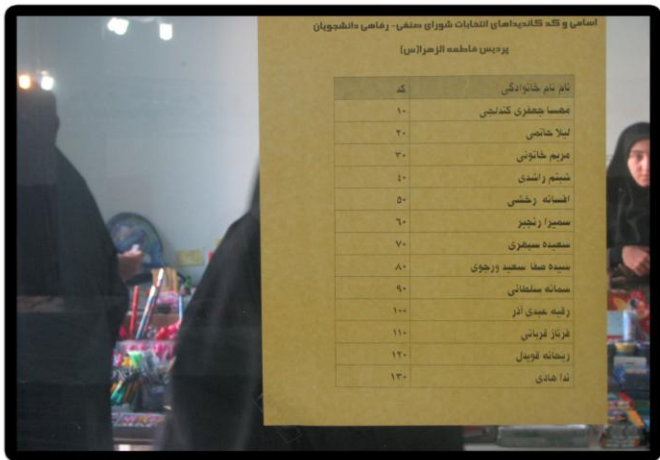 اسامی و کد کاندیداهای انتخابات شورای صنفی- رفاهی دانشجویان
پردیس فاطمه الزهرا(س)
نام نام خانوادگی کد
مهسا جعفری کندلجی ۱۰
لیلا حاتمی ۲۰
مریم خاتونی ۳۰
شبنم راشدی ۴۰
افسانه رخشی ۵۰
سمیرا رنجبر ۶۰
سعیده سپهری ۷۰
سیده صفا سعید ورجوی ۸۰
سمانه سلطانی ۹۰
رقیه عبدی آذر ۱۰۰
فرناز قربانی ۱۱۰
ریحانه قویدل ۱۲۰
ندا هادی ۱۳۰